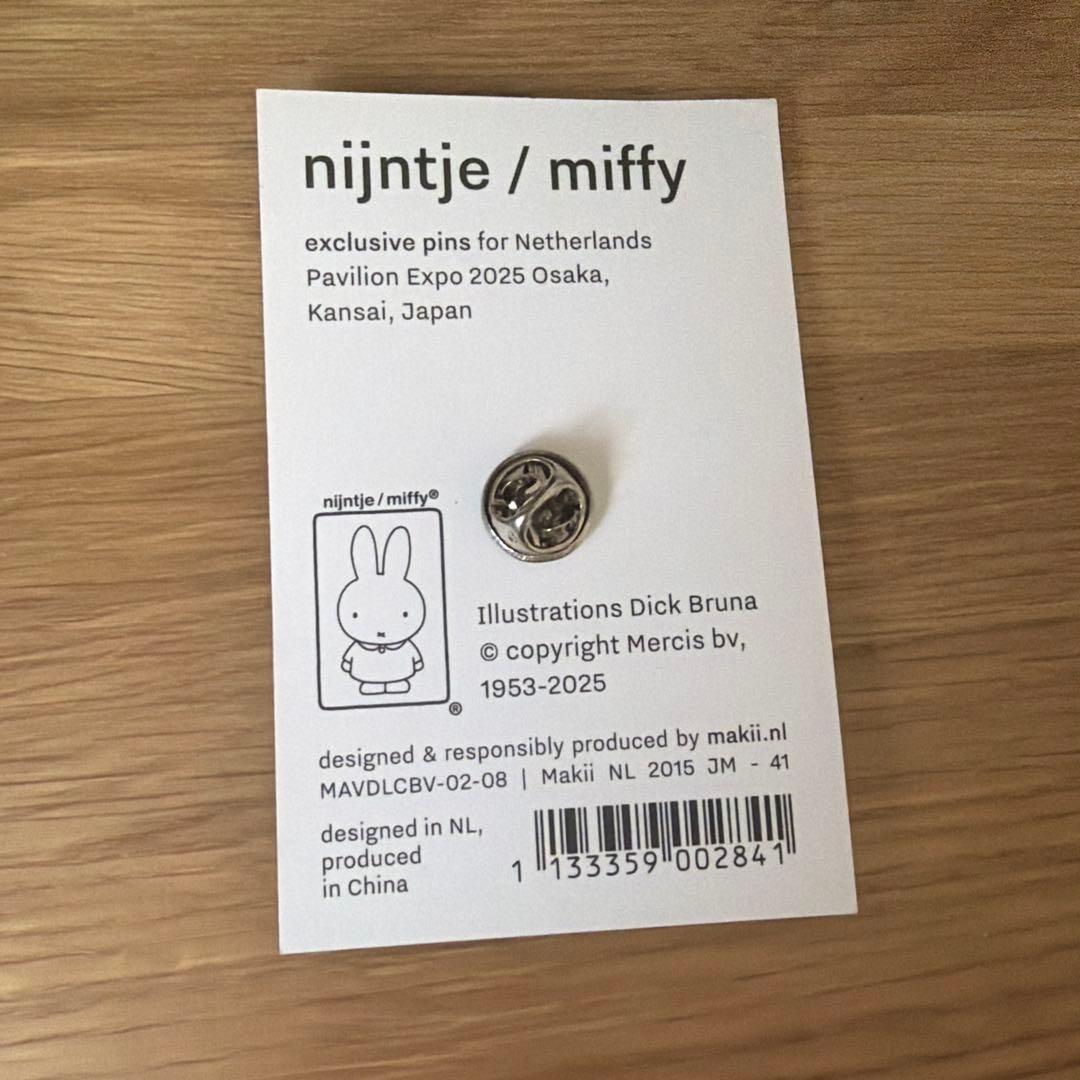 nijntje / miffy
exclusive pins for Netherlands
Pavilion Expo 2025 Osaka,
Kansai, Japan
nijntje / miffy®
®
Illustrations Dick Bruna
© copyright Mercis bv,
1953-2025
designed & responsibly produced by makii.nl
MAVDLCBV-02-08 | Makii NL 2015 JM - 41
designed in NL,
produced
in China
1 133359 002841